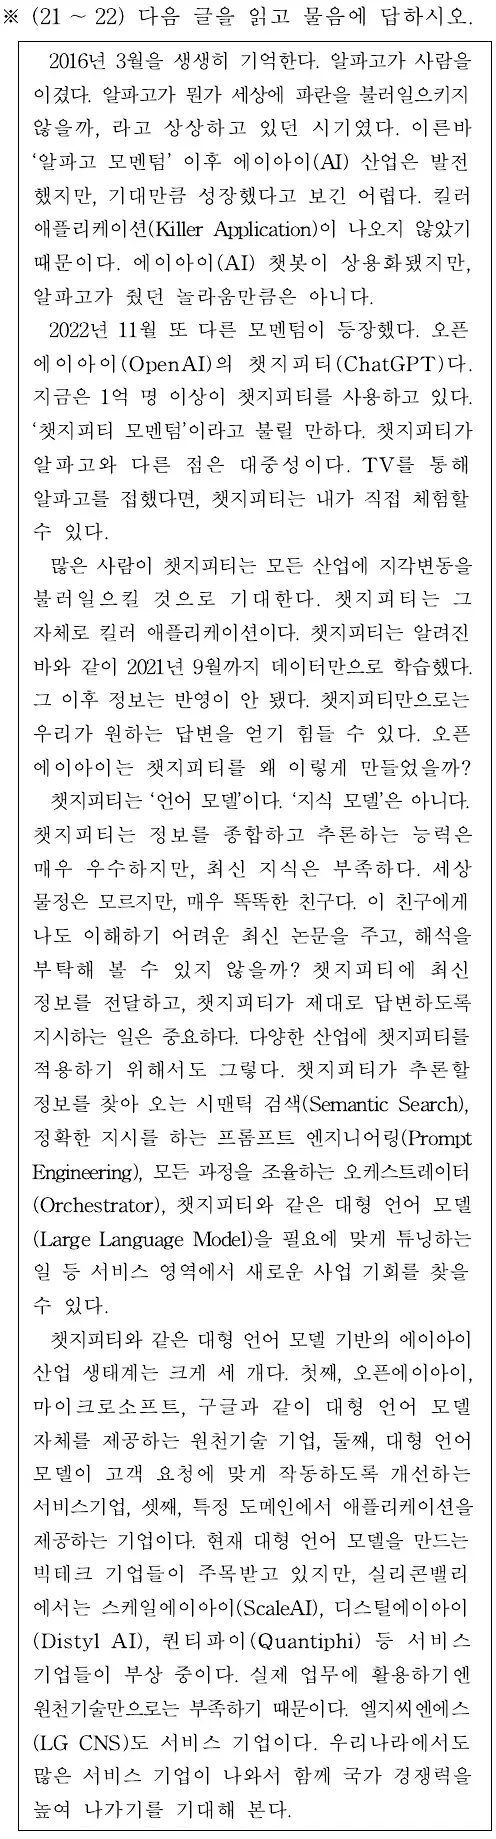 ※ (21 ~ 22) 다음 글을 읽고 물음에 답하시오.
2016년 3월을 생생히 기억한다. 알파고가 사람을
이겼다. 알파고가 뭔가 세상에 파란을 불러일으키지
않을까, 라고 상상하고 있던 시기였다. 이른바
‘알파고 모멘텀’ 이후 에이아이(AI) 산업은 발전
했지만, 기대만큼 성장했다고 보긴 어렵다. 킬러
애플리케이션(Killer Application)이 나오지 않았기
때문이다. 에이아이(AI) 챗봇이 상용화됐지만,
알파고가 줬던 놀라움만큼은 아니다.
2022년 11월 또 다른 모멘텀이 등장했다. 오픈
에이아이(OpenAI)의 챗지피티(ChatGPT)다.
지금은 1억 명 이상이 챗지피티를 사용하고 있다.
‘챗지피티 모멘텀’이라고 불릴 만하다. 챗지피티가
알파고와 다른 점은 대중성이다. TV를 통해
알파고를 접했다면, 챗지피티는 내가 직접 체험할
수 있다.
많은 사람이 챗지피티는 모든 산업에 지각변동을
불러일으킬 것으로 기대한다. 챗지피티는 그
자체로 킬러 애플리케이션이다. 챗지피티는 알려진
바와 같이 2021년 9월까지 데이터만으로 학습했다.
그 이후 정보는 반영이 안 됐다. 챗지피티만으로는
우리가 원하는 답변을 얻기 힘들 수 있다. 오픈
에이아이는 챗지피티를 왜 이렇게 만들었을까?
챗지피티는 ‘언어 모델’이다. ‘지식 모델’은 아니다.
챗지피티는 정보를 종합하고 추론하는 능력은
매우 우수하지만, 최신 지식은 부족하다. 세상
물정은 모르지만, 매우 똑똑한 친구다. 이 친구에게
나도 이해하기 어려운 최신 논문을 주고, 해석을
부탁해 볼 수 있지 않을까? 챗지피티에 최신
정보를 전달하고, 챗지피티가 제대로 답변하도록
지시하는 일은 중요하다. 다양한 산업에 챗지피티를
적용하기 위해서도 그렇다. 챗지피티가 추론할
정보를 찾아 오는 시맨틱 검색(Semantic Search),
정확한 지시를 하는 프롬프트 엔지니어링(Prompt
Engineering), 모든 과정을 조율하는 오케스트레이터
(Orchestrator), 챗지피티와 같은 대형 언어 모델
(Large Language Model)을 필요에 맞게 튜닝하는
일 등 서비스 영역에서 새로운 사업 기회를 찾을
수 있다.
챗지피티와 같은 대형 언어 모델 기반의 에이아이
산업 생태계는 크게 세 개다. 첫째, 오픈에이아이,
마이크로소프트, 구글과 같이 대형 언어 모델
자체를 제공하는 원천기술 기업, 둘째, 대형 언어
모델이 고객 요청에 맞게 작동하도록 개선하는
서비스기업, 셋째, 특정 도메인에서 애플리케이션을
제공하는 기업이다. 현재 대형 언어 모델을 만드는
빅테크 기업들이 주목받고 있지만, 실리콘밸리
에서는 스케일에이아이(ScaleAI), 디스틸에이아이
(Distyl AI), 퀀티파이(Quantiphi) 등 서비스
기업들이 부상 중이다. 실제 업무에 활용하기엔
원천기술만으로는 부족하기 때문이다. 엘지씨엔에스
(LG CNS)도 서비스 기업이다. 우리나라에서도
많은 서비스 기업이 나와서 함께 국가 경쟁력을
높여 나가기를 기대해 본다.